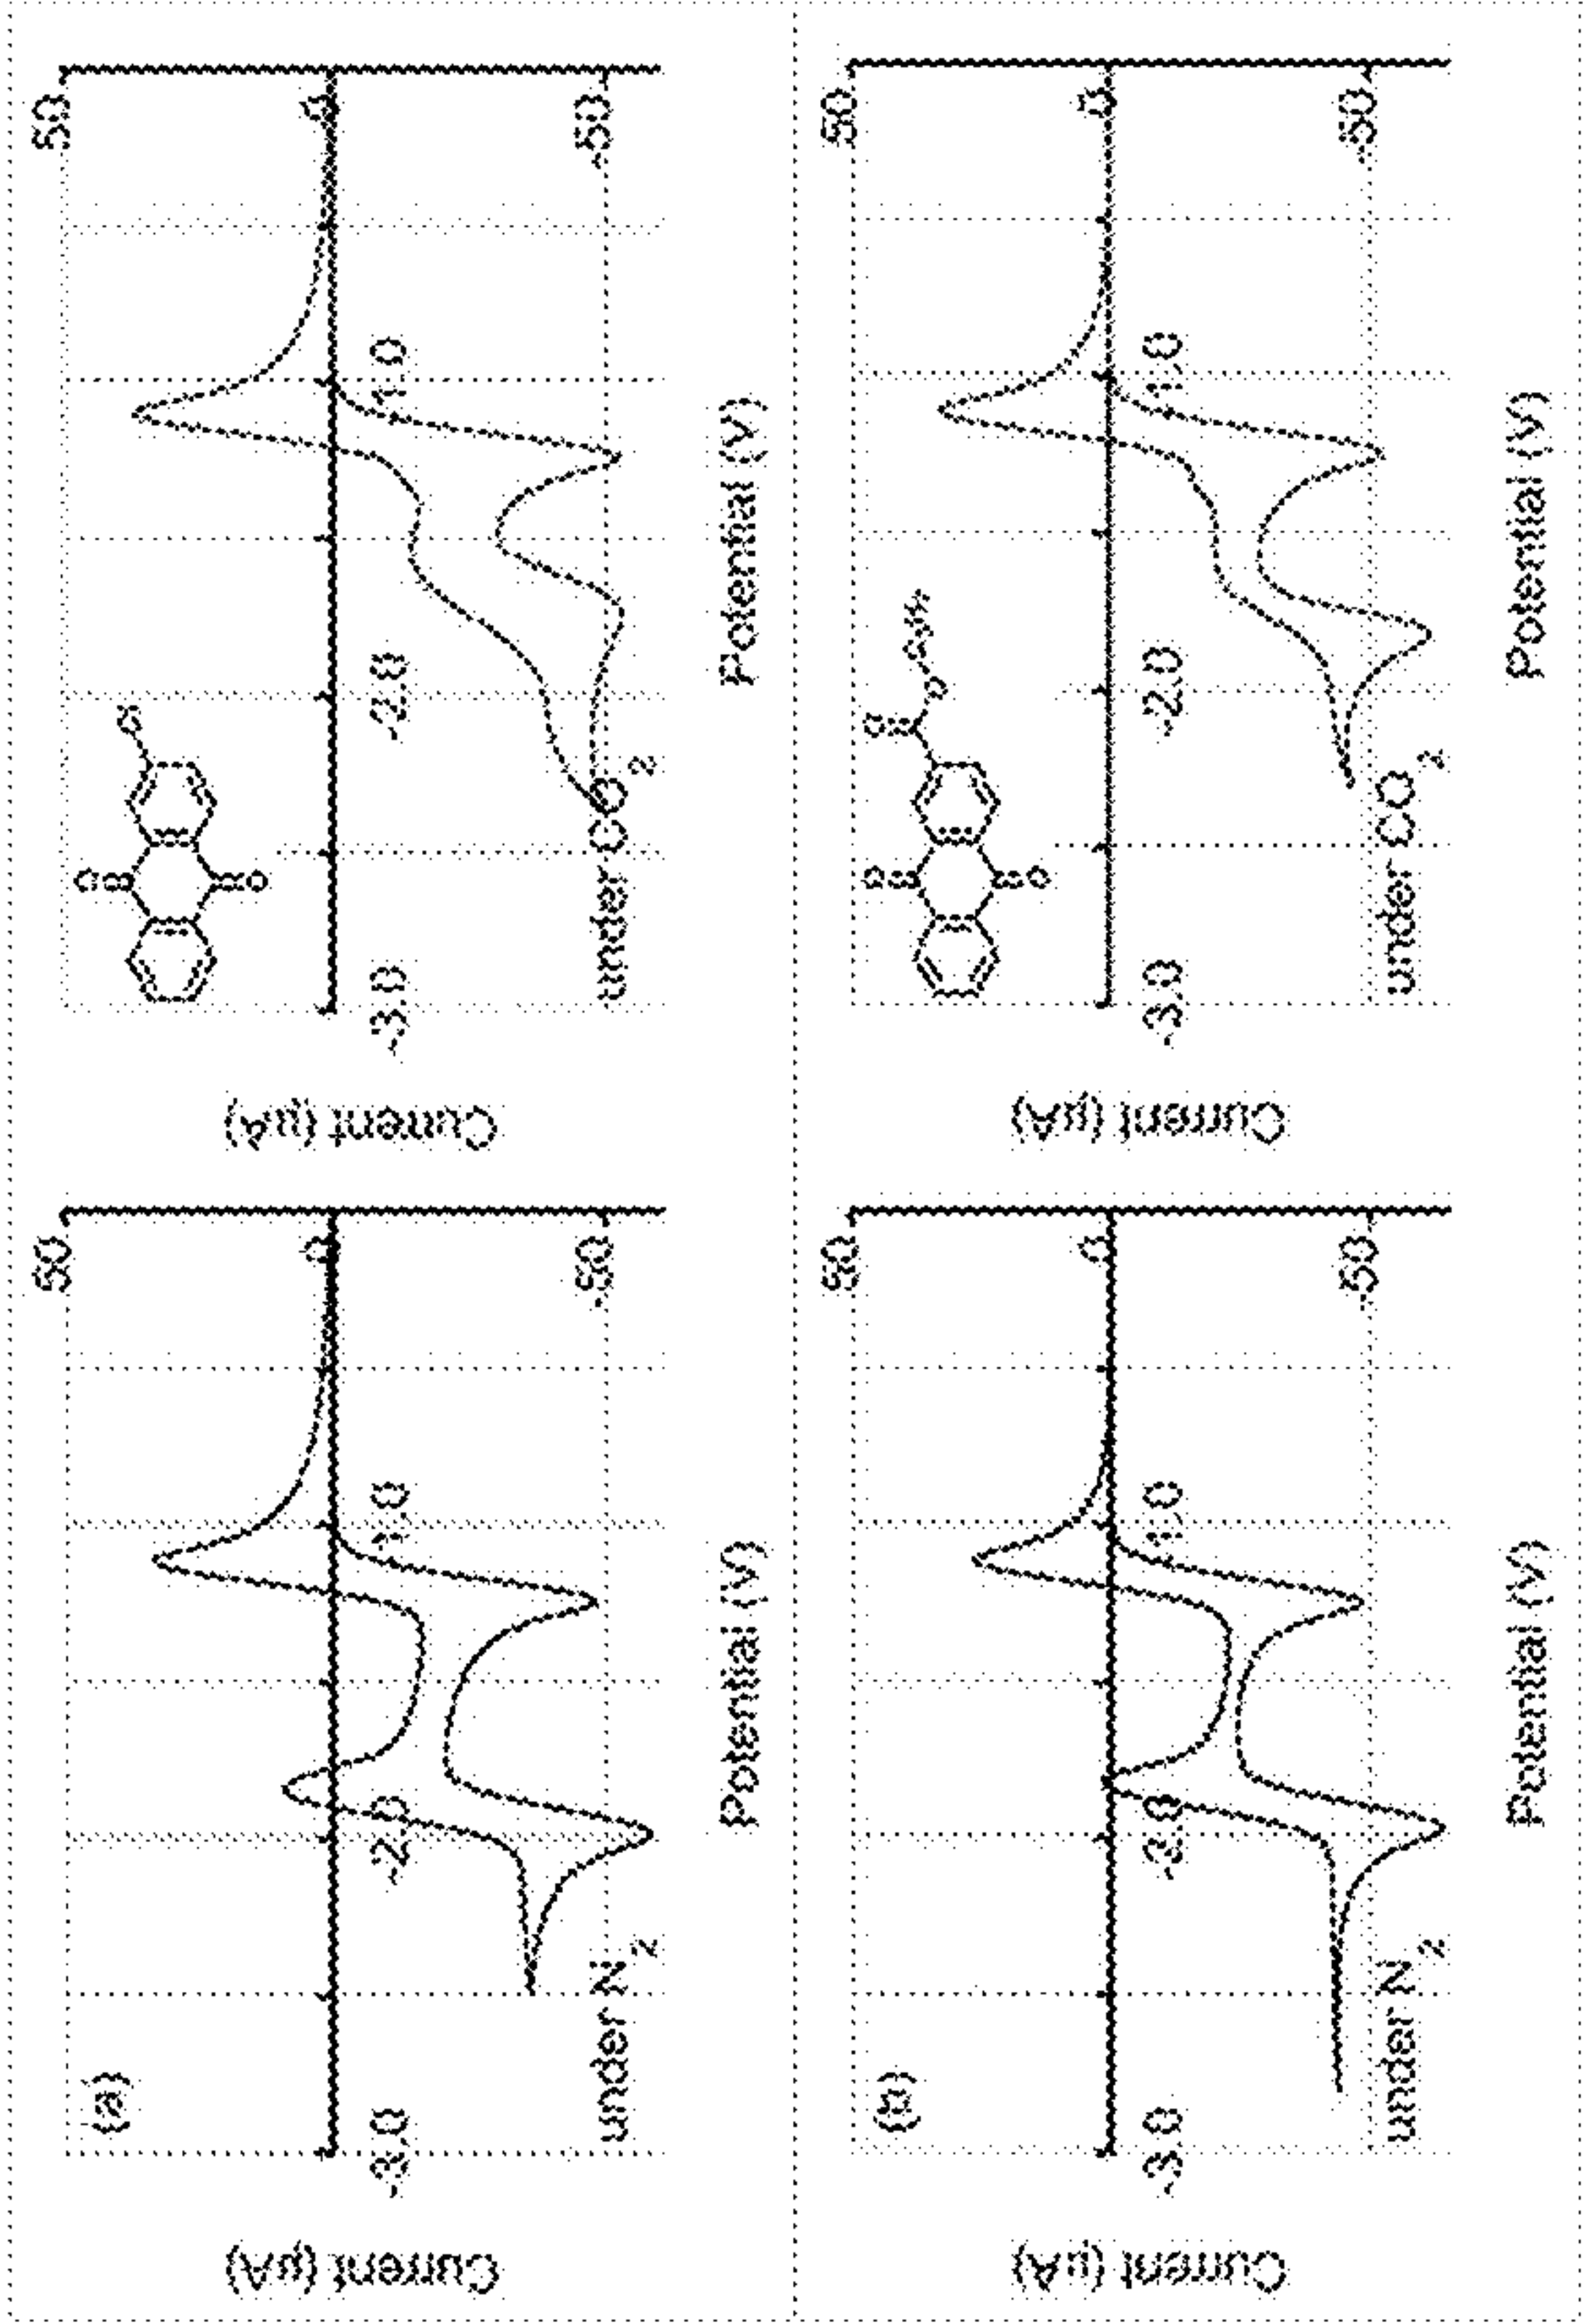 (a)
50
0
-50
-3.0
-2.0
-1.0
under N2
Potential (V)
Current (µA)
O
O
Cl
50
0
-50
-3.0
-2.0
-1.0
under CO2
Potential (V)
Current (µA)
50
0
-50
-3.0
-2.0
-1.0
under N2
Potential (V)
Current (µA)
O
O
O
O
50
0
-50
-3.0
-2.0
-1.0
under CO2
Potential (V)
Current (µA)